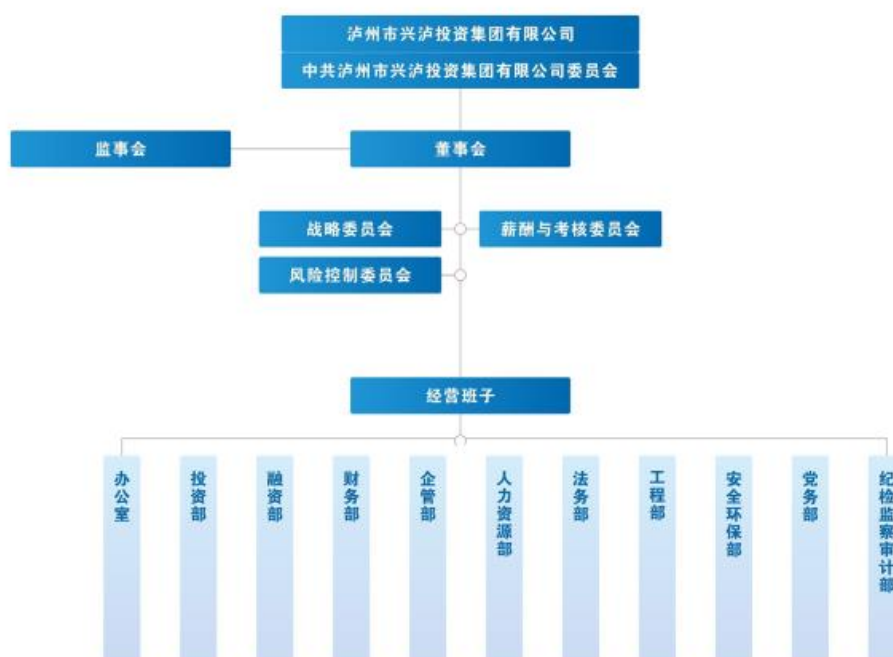 泸州市兴泸投资集团有限公司
中共泸州市兴泸投资集团有限公司委员会
监事会
董事会
战略委员会
薪酬与考核委员会
风险控制委员会
经营班子
办公室
投资部
融资部
财务部
企管部
人力资源部
法务部
工程部
安全环保部
党务部
纪检监察审计部